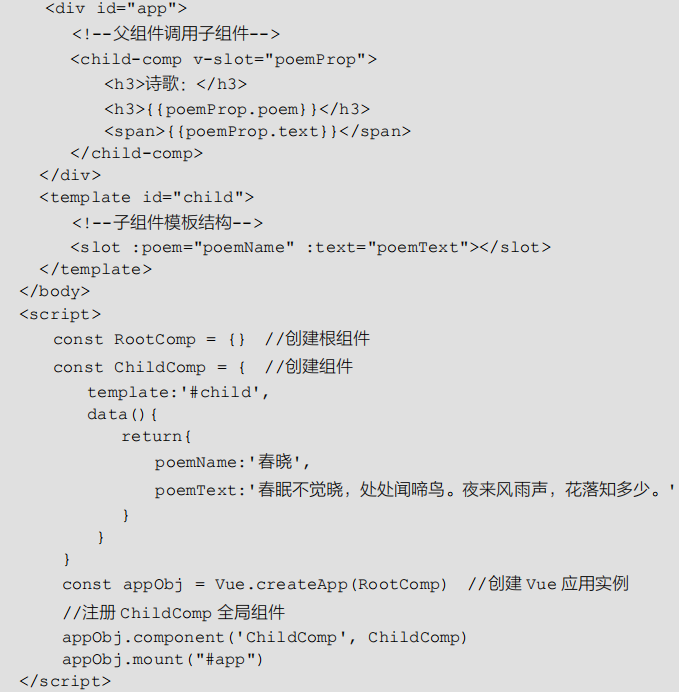 <div id="app">
<!--父组件调用子组件-->
<child-comp v-slot="poemProp">
<h3>诗歌：</h3>
<h3>{{poemProp.poem}}</h3>
<span>{{poemProp.text}}</span>
</child-comp>
</div>
<template id="child">
<!--子组件模板结构-->
<slot :poem="poemName" :text="poemText"></slot>
</template>
</body>
<script>
const RootComp = {}  //创建根组件
const ChildComp = {  //创建组件
template:'#child',
data(){
return{
poemName:'春晓',
poemText:'春眠不觉晓，处处闻啼鸟。夜来风雨声，花落知多少。'
}
}
}
const appObj = Vue.createApp(RootComp)  //创建 Vue 应用实例
//注册 ChildComp 全局组件
appObj.component('ChildComp', ChildComp)
appObj.mount("#app")
</script>